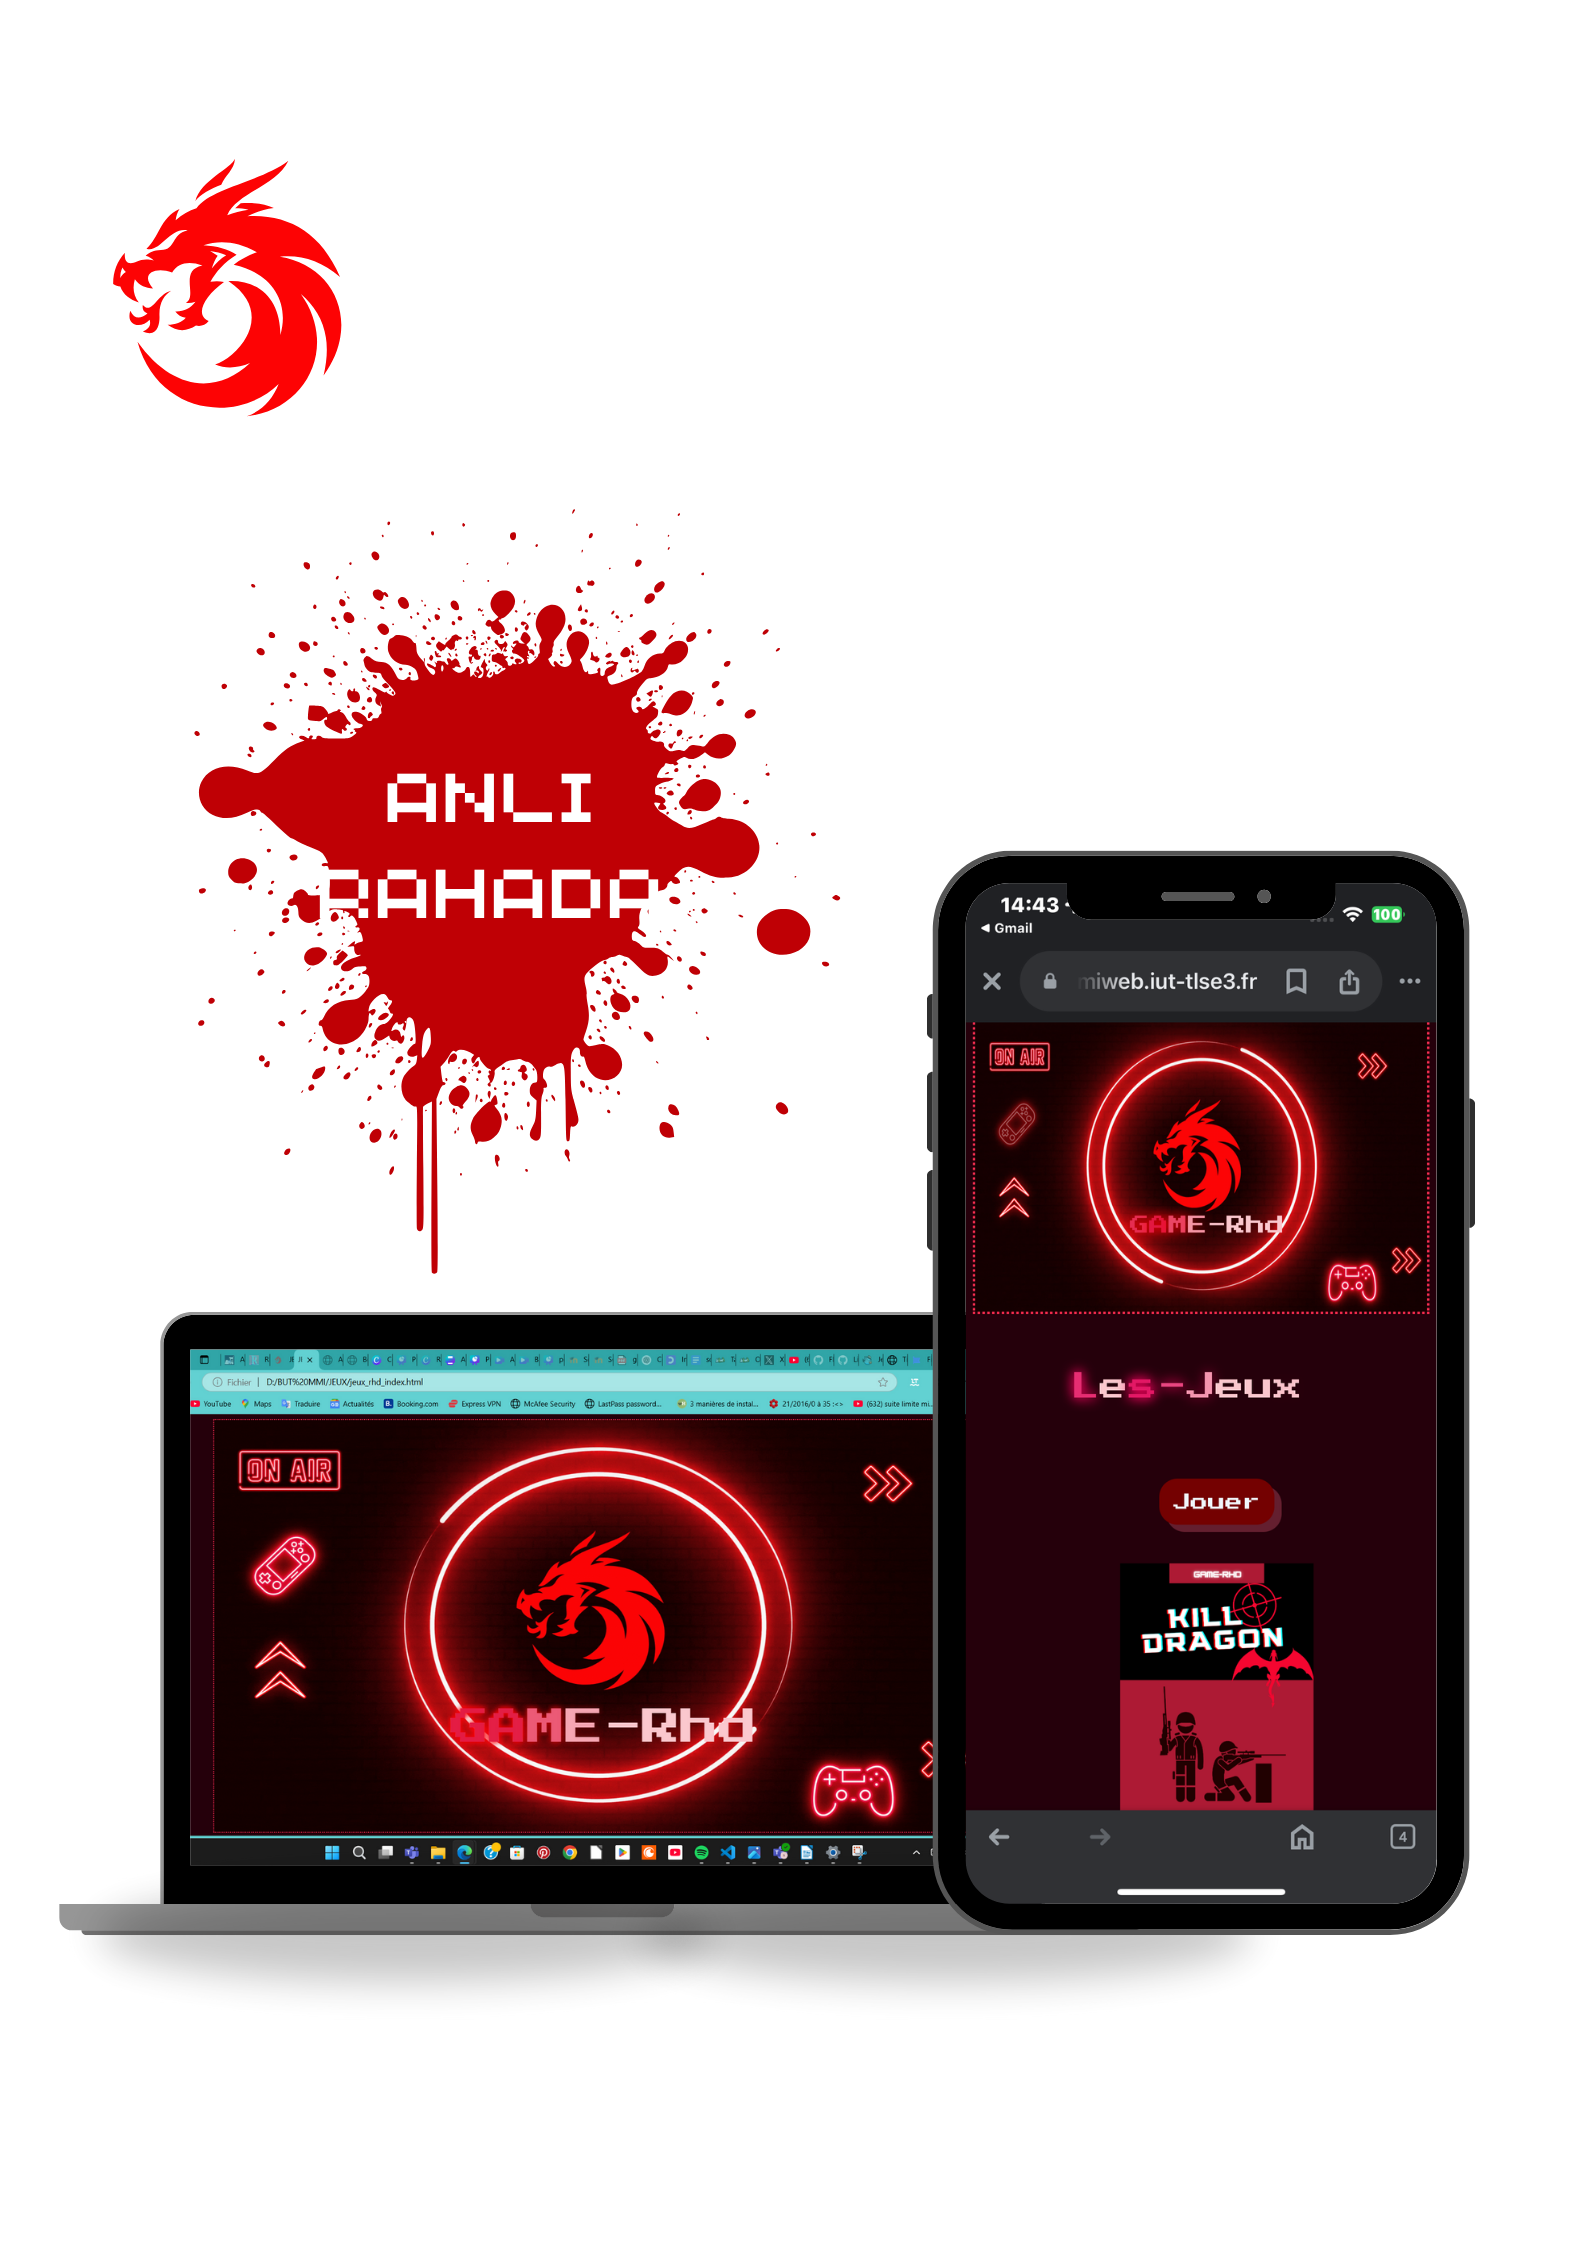 ANLI
RAHADA
Fichier | D:/BUT%20MMI/JEUX/jeux_rhd_index.html
YouTube Maps Traduire Actualités Booking.com Express VPN McAfee Security LastPass password... 3 manières de instal... 21/2016/0 à 35 :<> (632) suite limite mi...
ON AIR
GAME-Rhd
14:43
◀ Gmail
100
miweb.iut-tlse3.fr
ON AIR
GAME-Rhd
Les-Jeux
Jouer
GAME-RHD
KILL
DRAGON
4